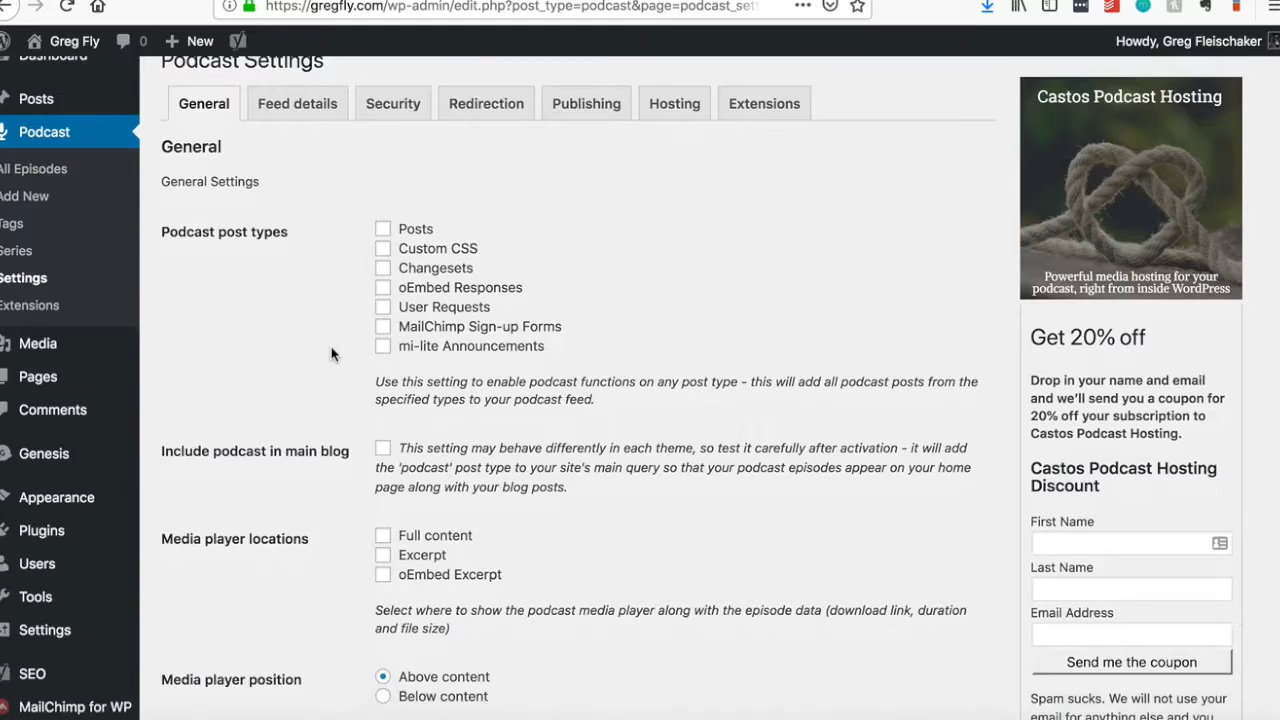 https://gregfly.com/wp-admin/edit.php?post_type=podcast&page=podcast_set
Greg Fly 0 New
Howdy, Greg Fleischaker
Dashboard
Posts
Podcast
All Episodes
Add New
Tags
Series
Settings
Extensions
Media
Pages
Comments
Genesis
Appearance
Plugins
Users
Tools
Settings
SEO
MailChimp for WP
Podcast Settings
General Feed details Security Redirection Publishing Hosting Extensions
General
General Settings
Podcast post types
Posts
Custom CSS
Changesets
oEmbed Responses
User Requests
MailChimp Sign-up Forms
mi-lite Announcements
Use this setting to enable podcast functions on any post type - this will add all podcast posts from the
specified types to your podcast feed.
Include podcast in main blog
This setting may behave differently in each theme, so test it carefully after activation - it will add
the 'podcast' post type to your site's main query so that your podcast episodes appear on your home
page along with your blog posts.
Media player locations
Full content
Excerpt
oEmbed Excerpt
Select where to show the podcast media player along with the episode data (download link, duration
and file size)
Media player position
Above content
Below content
Castos Podcast Hosting
Powerful media hosting for your
podcast, right from inside WordPress
Get 20% off
Drop in your name and email
and we'll send you a coupon for
20% off your subscription to
Castos Podcast Hosting.
Castos Podcast Hosting
Discount
First Name
Last Name
Email Address
Send me the coupon
Spam sucks. We will not use your
email for anything else and you